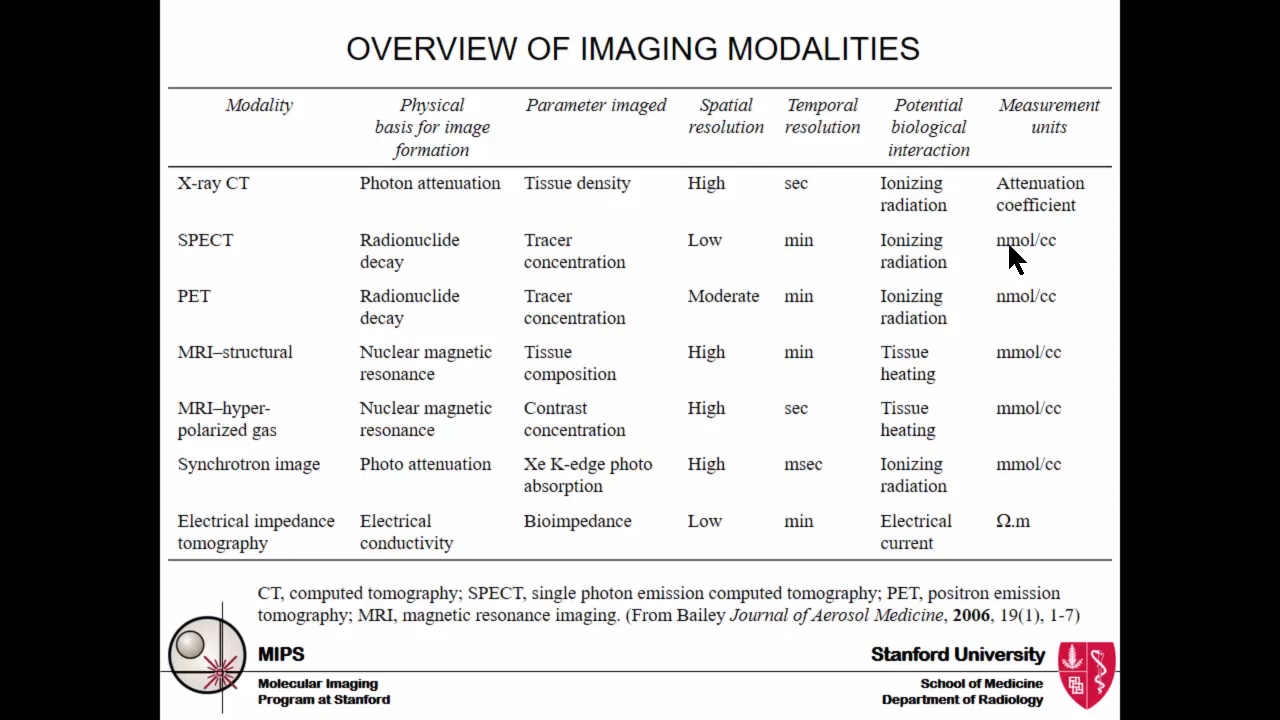 OVERVIEW OF IMAGING MODALITIES
Modality Physical Parameter imaged Spatial Temporal Potential Measurement
basis for image resolution resolution biological units
formation interaction
X-ray CT Photon attenuation Tissue density High sec Ionizing Attenuation
radiation coefficient
SPECT Radionuclide Tracer Low min Ionizing nmol/cc
decay concentration radiation
PET Radionuclide Tracer Moderate min Ionizing nmol/cc
decay concentration radiation
MRI–structural Nuclear magnetic Tissue High min Tissue mmol/cc
resonance composition heating
MRI–hyper- Nuclear magnetic Contrast High sec Tissue mmol/cc
polarized gas resonance concentration heating
Synchrotron image Photo attenuation Xe K-edge photo High msec Ionizing mmol/cc
absorption radiation
Electrical impedance Electrical Bioimpedance Low min Electrical Ω.m
tomography conductivity current
CT, computed tomography; SPECT, single photon emission computed tomography; PET, positron emission
tomography; MRI, magnetic resonance imaging. (From Bailey Journal of Aerosol Medicine, 2006, 19(1), 1-7)
MIPS Stanford University
Molecular Imaging School of Medicine
Program at Stanford Department of Radiology